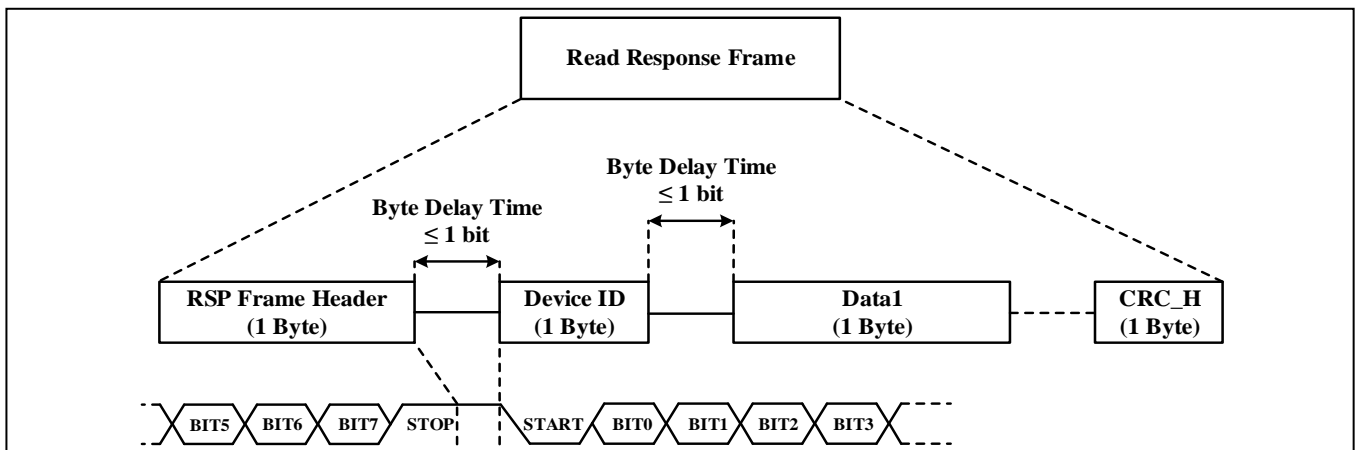 Read Response Frame
Byte Delay Time
≤ 1 bit
Byte Delay Time
≤ 1 bit
RSP Frame Header
(1 Byte)
Device ID
(1 Byte)
Data1
(1 Byte)
CRC_H
(1 Byte)
BIT5 BIT6 BIT7 STOP START BIT0 BIT1 BIT2 BIT3